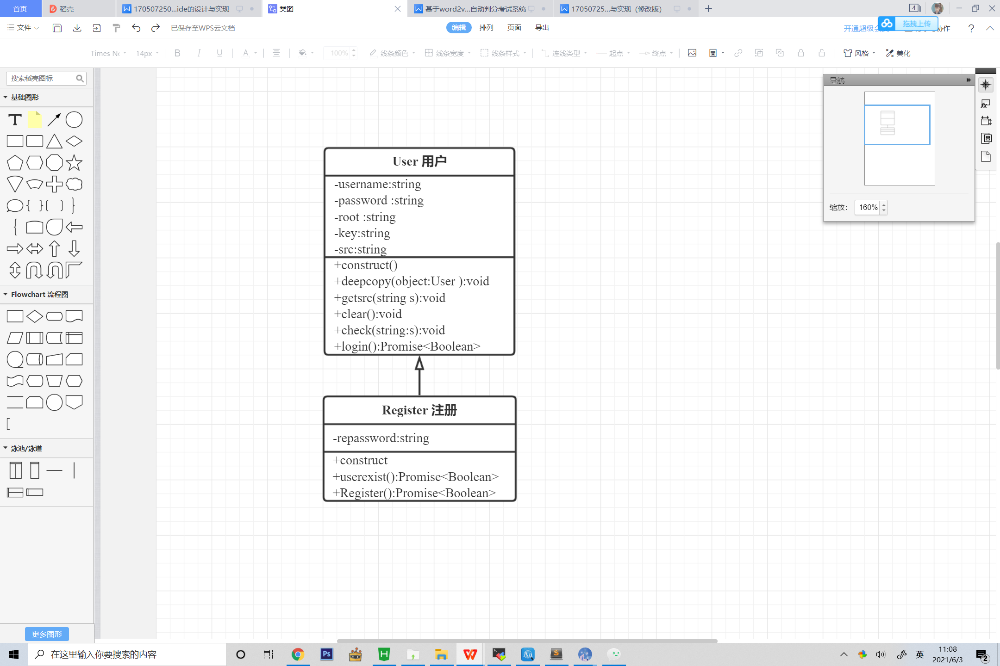 首页
稻壳
170507250...ide的设计与实现
类图
基于word2v...自动判分考试系统
17050725...与实现（修改版）
4
文件
已保存至WPS云文档
编辑
排列
页面
导出
开通超级会
拖拽上传
协作
?
Times Ne
14px
B
I
U
A
100%
线条颜色
线条宽度
线条样式
连线类型
起点
终点
风格
美化
搜索稻壳图标
基础图形
T
Flowchart 流程图
泳池/泳道
更多图形
User 用户
-username:string
-password :string
-root :string
-key:string
-src:string
+construct()
+deepcopy(object:User ):void
+getsrc(string s):void
+clear():void
+check(string:s):void
+login():Promise<Boolean>
Register 注册
-repassword:string
+construct
+userexist():Promise<Boolean>
+Register():Promise<Boolean>
导航
缩放：
160%
在这里输入你要搜索的内容
Ps
H
W
Aa
S
英
11:08
2021/6/3
2